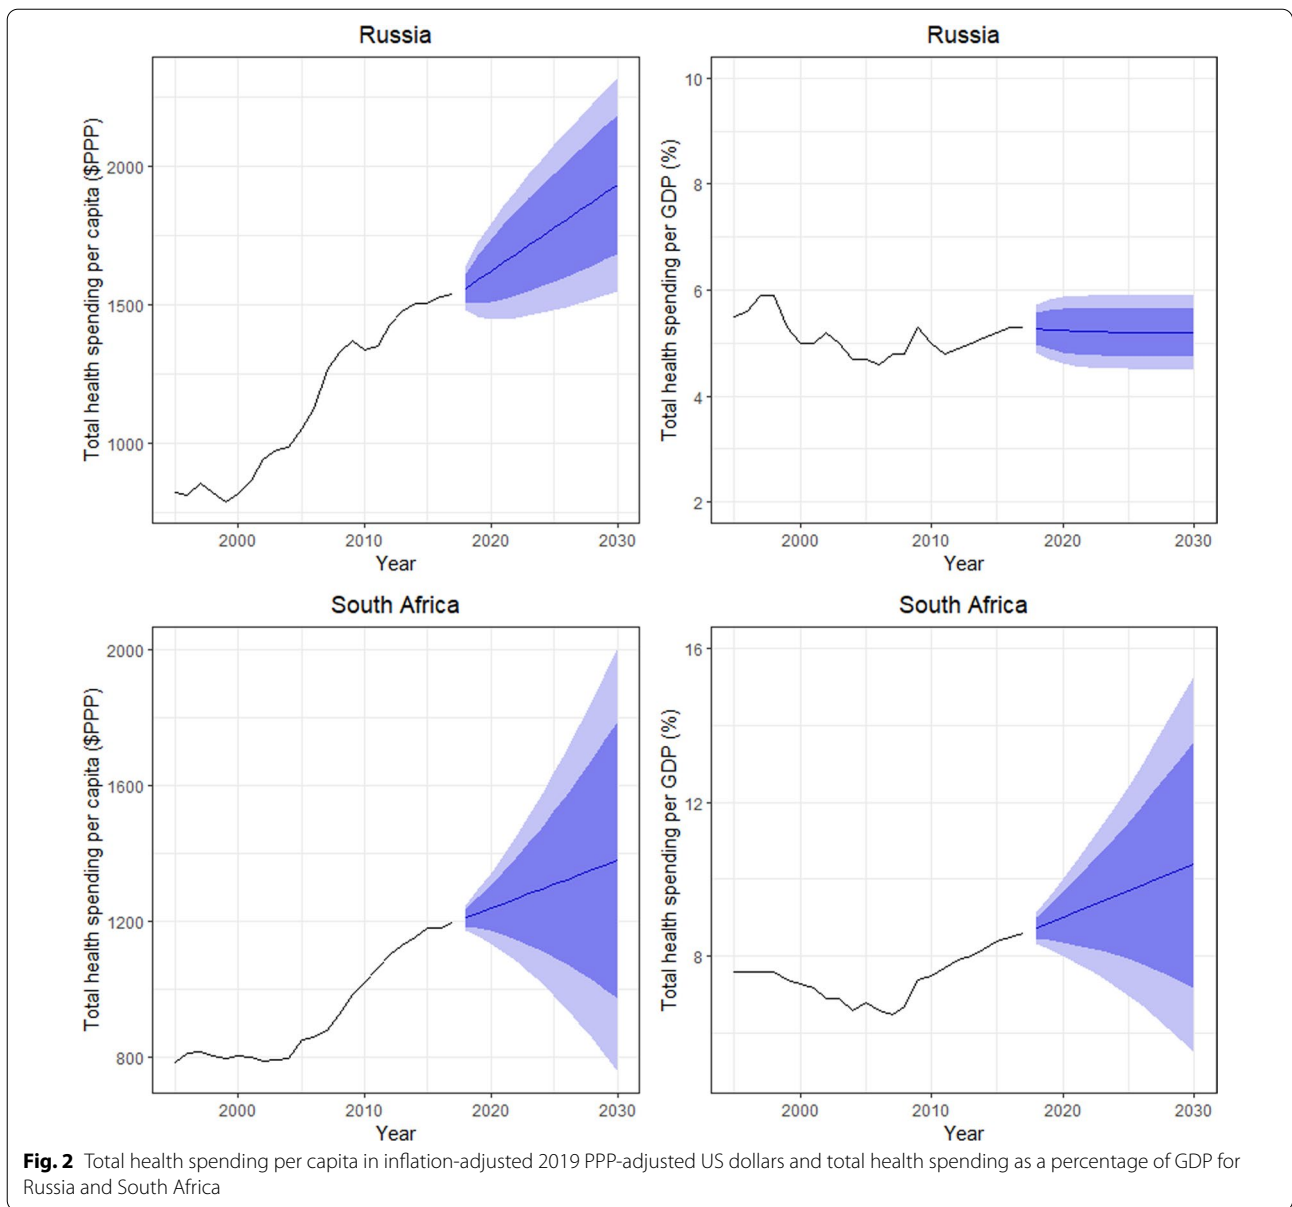 Russia
Total health spending per capita ($PPP)
2000
1500
1000
2000
2010
2020
2030
Year
Russia
Total health spending per GDP (%)
10
8
6
4
2
2000
2010
2020
2030
Year
South Africa
Total health spending per capita ($PPP)
2000
1600
1200
800
2000
2010
2020
2030
Year
South Africa
Total health spending per GDP (%)
16
12
8
2000
2010
2020
2030
Year
Fig. 2 Total health spending per capita in inflation-adjusted 2019 PPP-adjusted US dollars and total health spending as a percentage of GDP for
Russia and South Africa